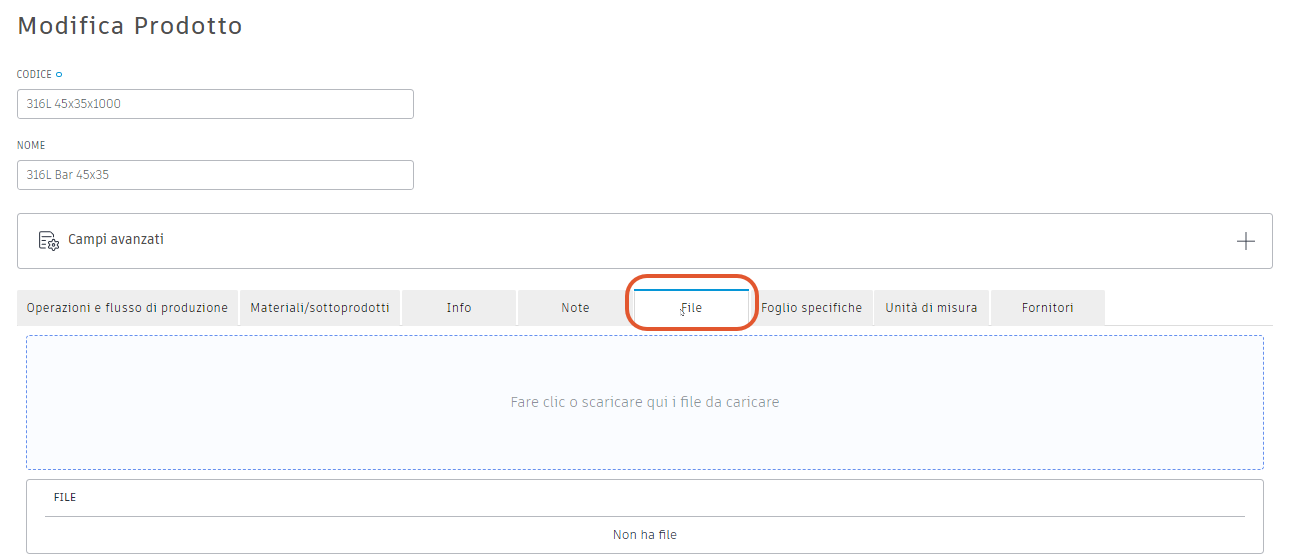 Modifica Prodotto
CODICE
316L 45x35x1000
NOME
316L Bar 45x35
Campi avanzati
Operazioni e flusso di produzione Materiali/sottoprodotti Info Note File Foglio specifiche Unità di misura Fornitori
Fare clic o scaricare qui i file da caricare
FILE
Non ha file